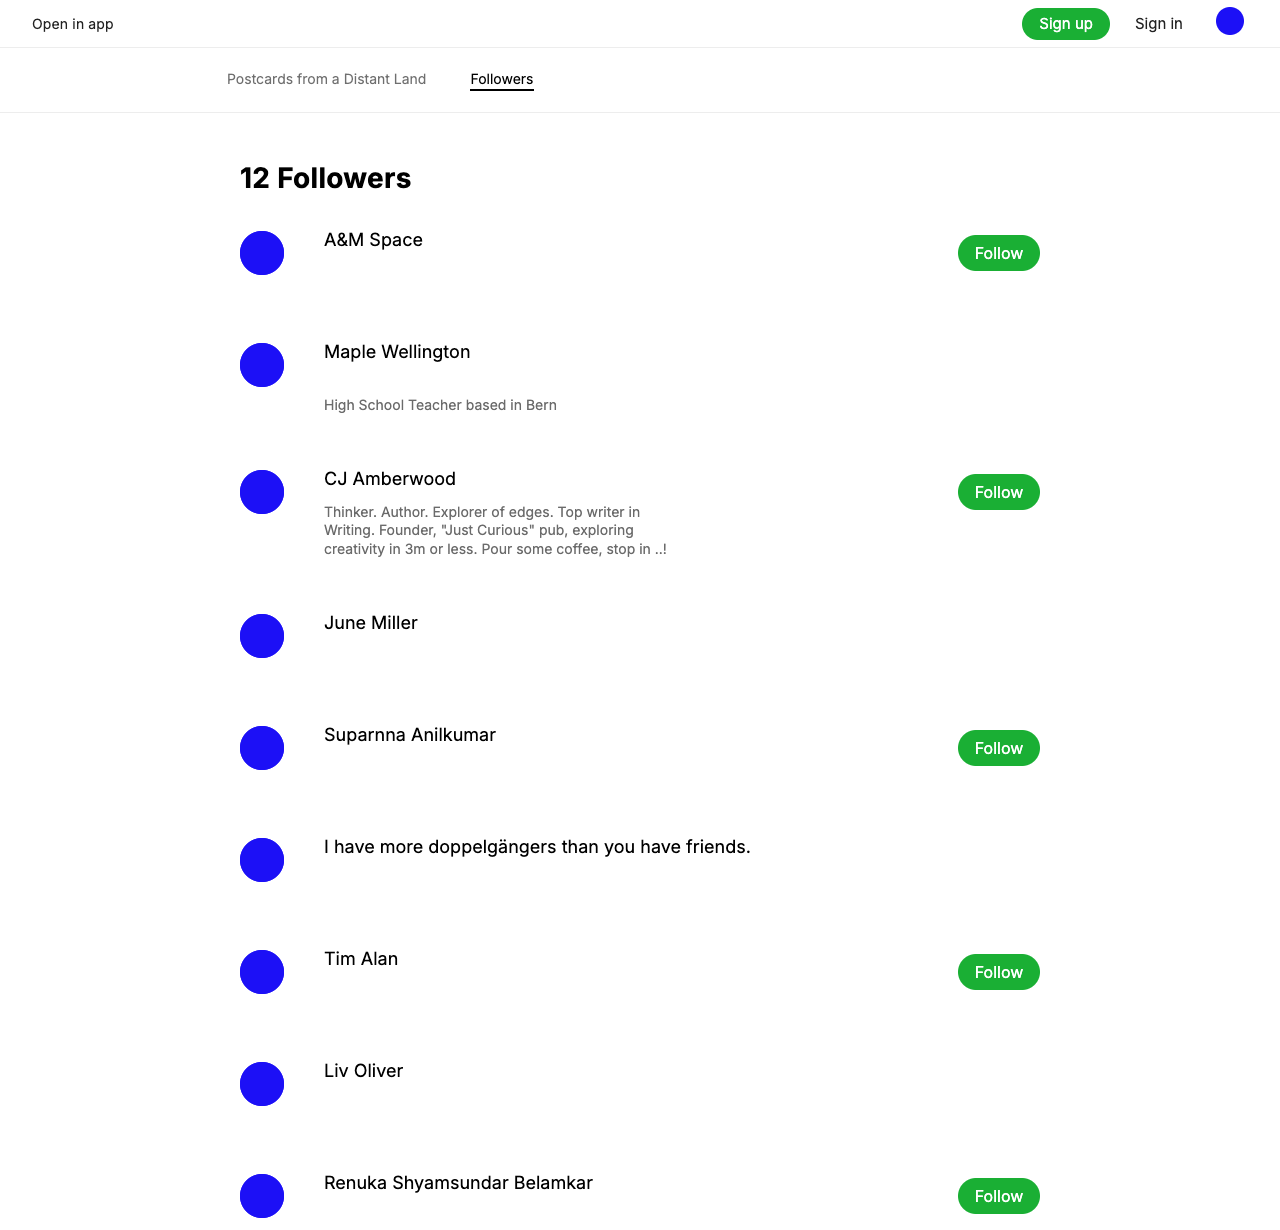 Open in app
Sign up
Sign in
Postcards from a Distant Land
Followers
12 Followers
A&M Space
Follow
Maple Wellington
High School Teacher based in Bern
CJ Amberwood
Follow
Thinker. Author. Explorer of edges. Top writer in
Writing. Founder, "Just Curious" pub, exploring
creativity in 3m or less. Pour some coffee, stop in ..!
June Miller
Suparnna Anilkumar
Follow
I have more doppelgängers than you have friends.
Tim Alan
Follow
Liv Oliver
Renuka Shyamsundar Belamkar
Follow